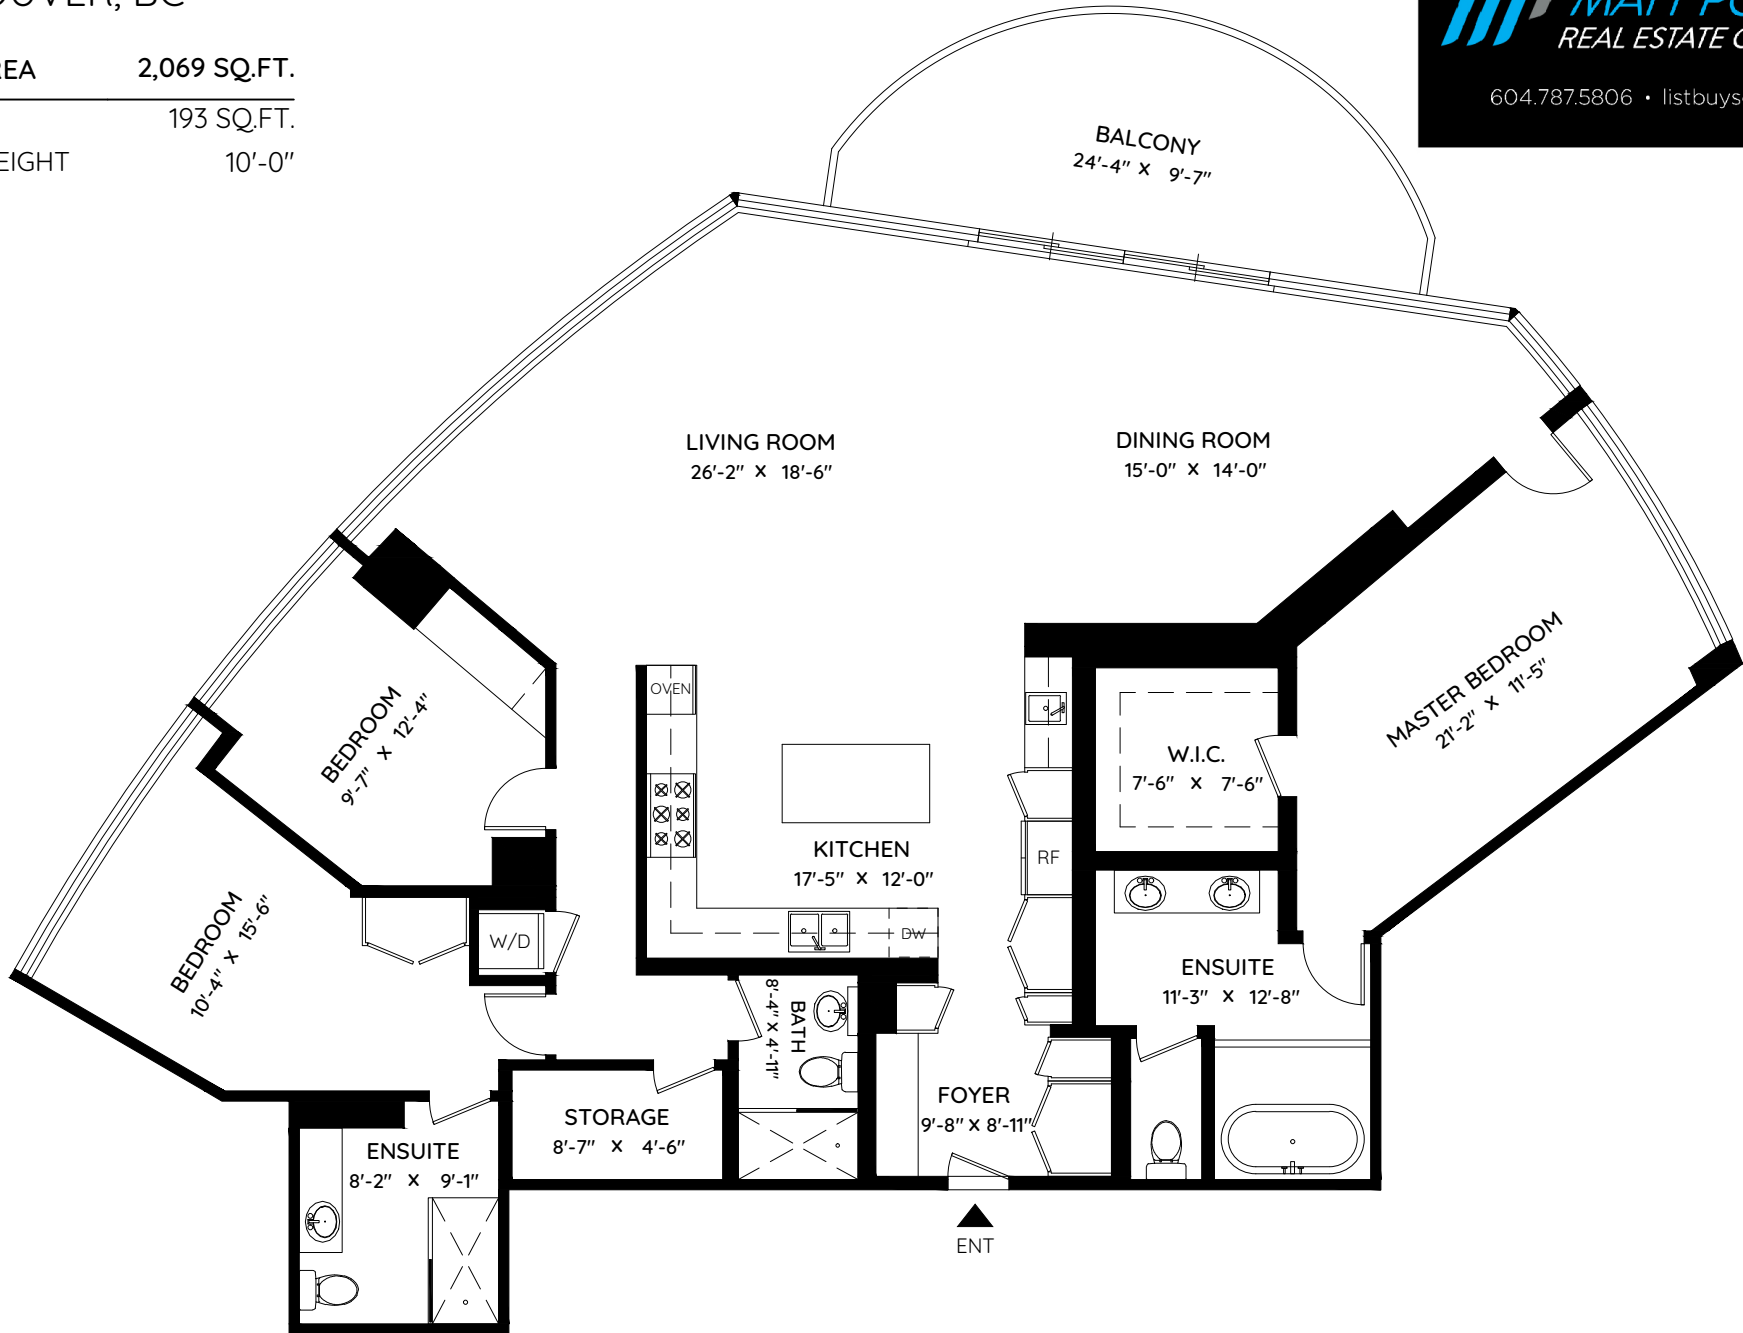 BC
2,069 SQ.FT.
193 SQ.FT.
10'-0"
REAL ESTATE
604.787.5806 •
BALCONY
24'-4" X 9'-7"
LIVING ROOM
26'-2" X 18'-6"
DINING ROOM
15'-0" X 14'-0"
BEDROOM
9'-7" X 12'-4"
OVEN
W.I.C.
7'-6" X 7'-6"
MASTER BEDROOM
21'-2" X 11'-5"
KITCHEN
17'-5" X 12'-0"
RF
BEDROOM
10'-4" X 15'-6"
W/D
DW
ENSUITE
11'-3" X 12'-8"
BATH
8'-4" X 4'-11"
FOYER
9'-8" X 8'-11"
STORAGE
8'-7" X 4'-6"
ENSUITE
8'-2" X 9'-1"
ENT